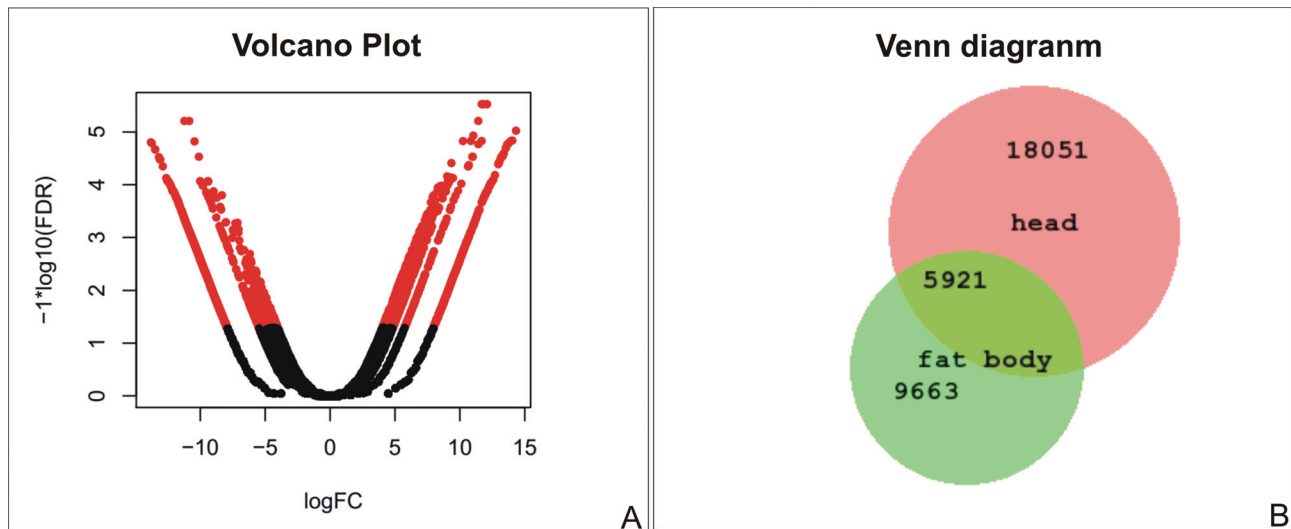 Volcano Plot
−1*log10(FDR)
5
4
3
2
1
0
−10 −5 0 5 10 15
logFC
A
Venn diagranm
18051
head
5921
fat body
9663
B